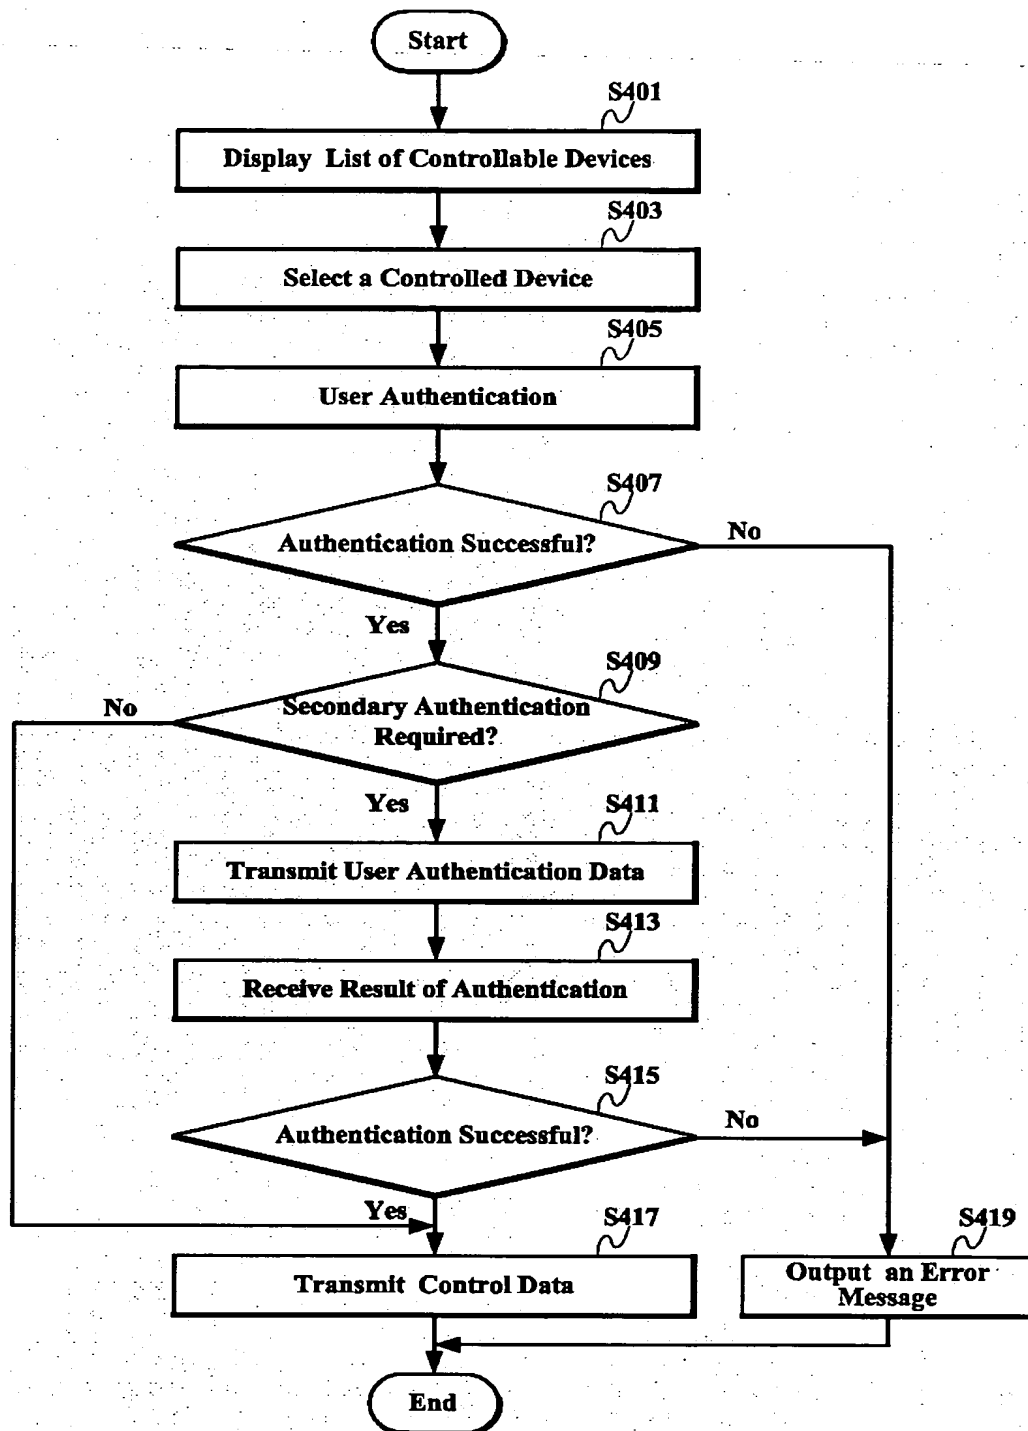 Start
S401
Display List of Controllable Devices
S403
Select a Controlled Device
S405
User Authentication
S407
Authentication Successful?
No
Yes
S409
Secondary Authentication
Required?
No
Yes
S411
Transmit User Authentication Data
S413
Receive Result of Authentication
S415
Authentication Successful?
No
Yes
S417
Transmit Control Data
S419
Output an Error
Message
End